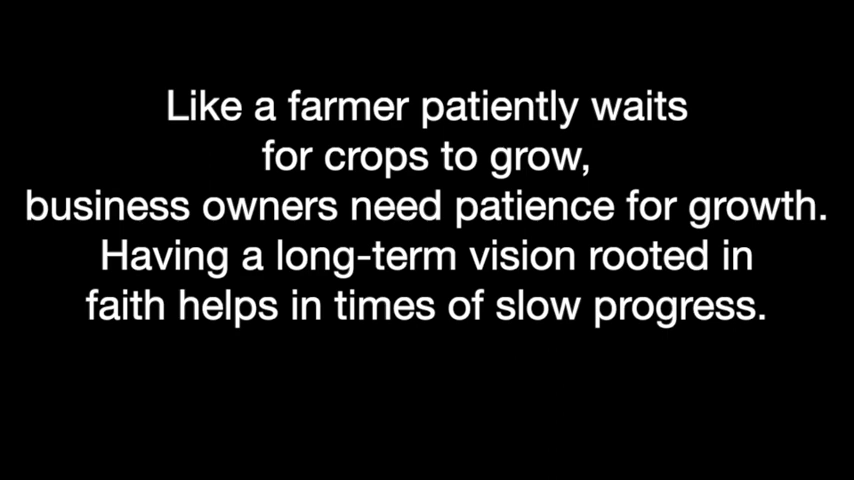 Like a farmer patiently waits
for crops to grow,
business owners need patience for growth.
Having a long-term vision rooted in
faith helps in times of slow progress.